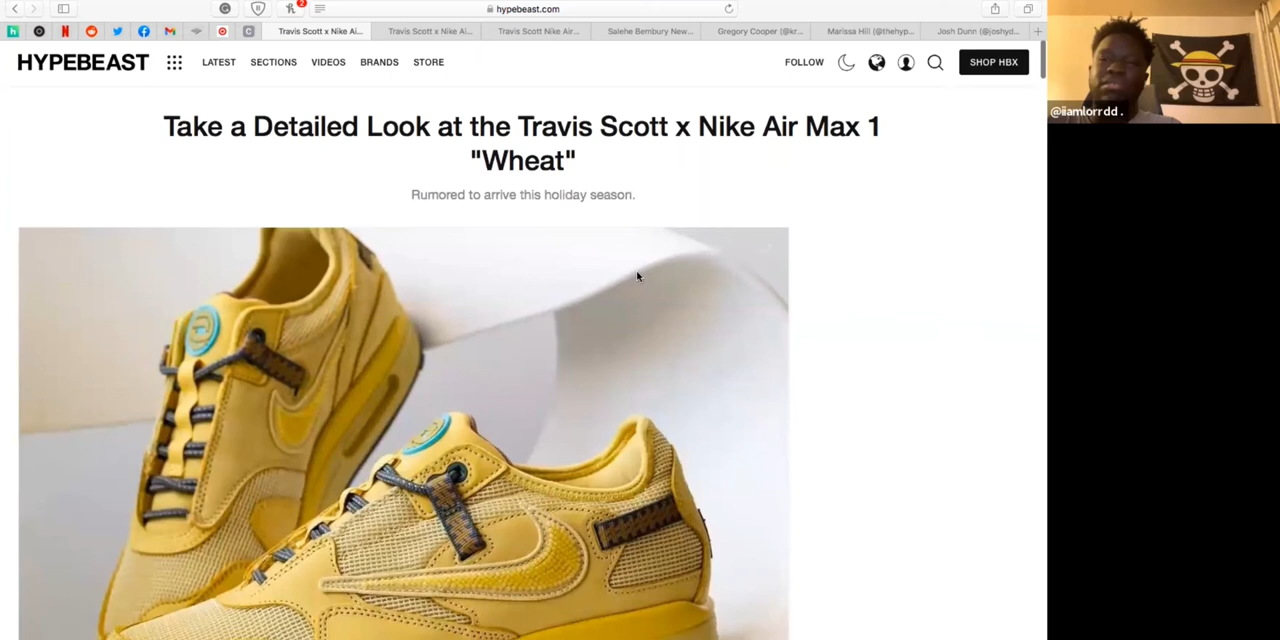 2
hypebeast.com
Travis Scott x Nike Ai...
Travis Scott x Nike Ai...
Travis Scott Nike Air...
Salehe Bembury New...
Gregory Cooper (@kr...
Marissa Hill (@thehyp...
Josh Dunn (@joshyd...
HYPEBEAST
LATEST
SECTIONS
VIDEOS
BRANDS
STORE
FOLLOW
SHOP HBX
@iiamlorrdd .
Take a Detailed Look at the Travis Scott x Nike Air Max 1
"Wheat"
Rumored to arrive this holiday season.